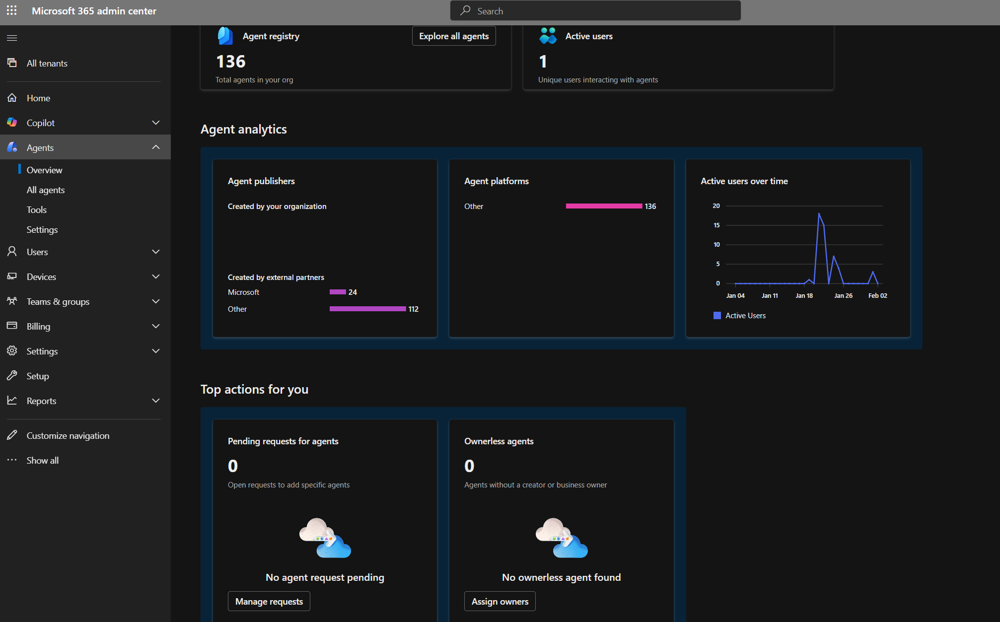 Microsoft 365 admin center
Search
All tenants
Home
Copilot
Agents
Overview
All agents
Tools
Settings
Users
Devices
Teams & groups
Billing
Settings
Setup
Reports
Customize navigation
Show all
Agent registry
Explore all agents
136
Total agents in your org
Active users
1
Unique users interacting with agents
Agent analytics
Agent publishers
Created by your organization
Created by external partners
Microsoft 24
Other 112
Agent platforms
Other 136
Active users over time
20
15
10
5
0
Jan 04 Jan 11 Jan 18 Jan 26 Feb 02
Active Users
Top actions for you
Pending requests for agents
0
Open requests to add specific agents
No agent request pending
Manage requests
Ownerless agents
0
Agents without a creator or business owner
No ownerless agent found
Assign owners